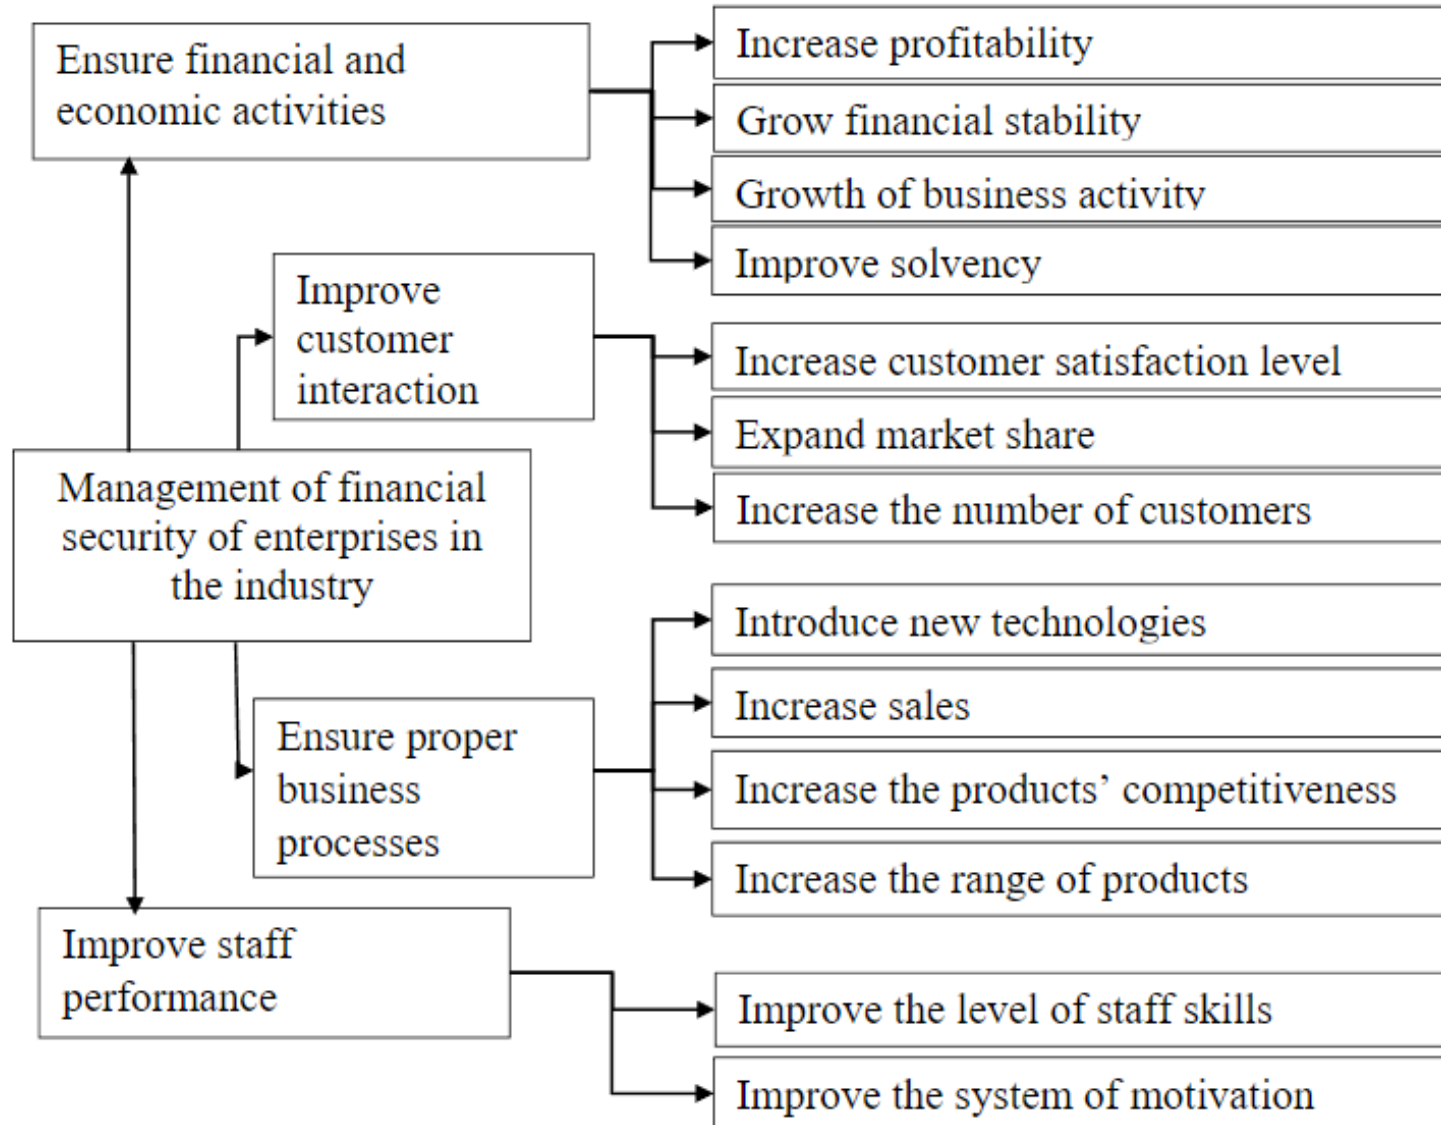 Ensure financial and
economic activities
Increase profitability
Grow financial stability
Growth of business activity
Improve solvency
Improve
customer
interaction
Increase customer satisfaction level
Expand market share
Increase the number of customers
Management of financial
security of enterprises in
the industry
Ensure proper
business
processes
Introduce new technologies
Increase sales
Increase the products’ competitiveness
Increase the range of products
Improve staff
performance
Improve the level of staff skills
Improve the system of motivation